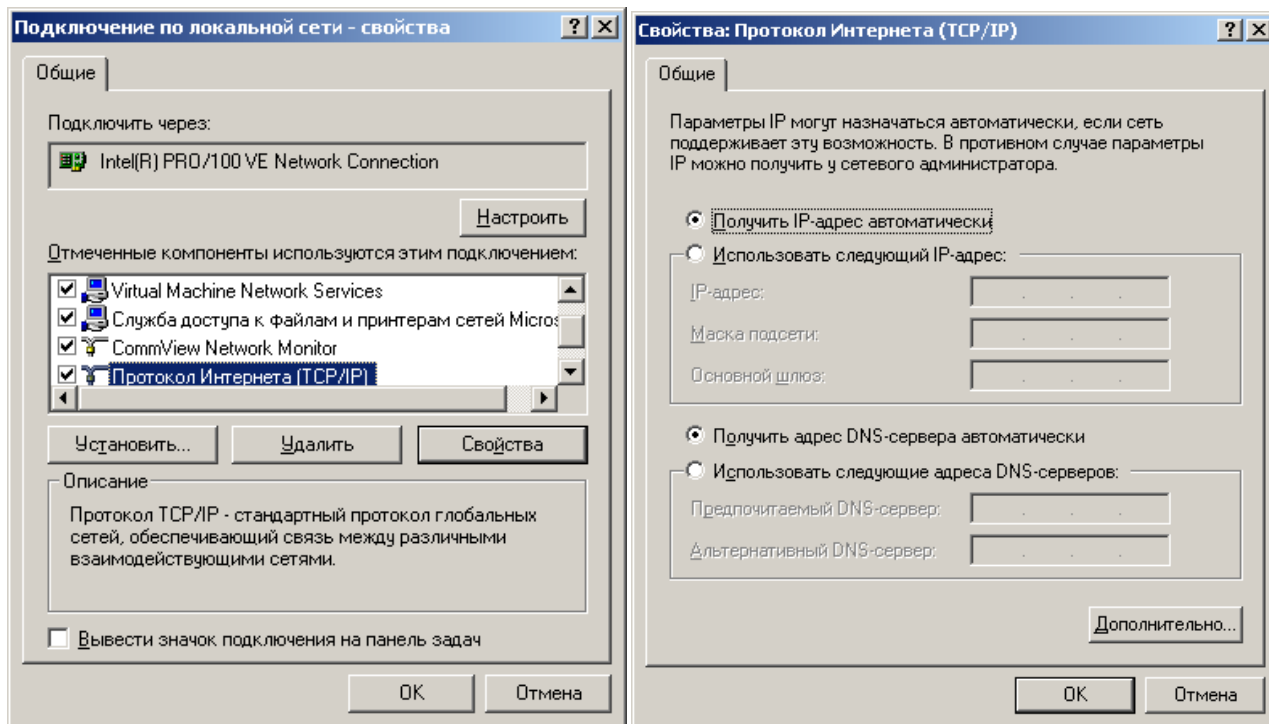 Подключение по локальной сети - свойства
Общие
Подключить через:
Intel(R) PRO/100 VE Network Connection
Настроить
Отмеченные компоненты используются этим подключением:
Virtual Machine Network Services
Служба доступа к файлам и принтерам сетей Micros
CommView Network Monitor
Протокол Интернета (TCP/IP)
Установить...
Удалить
Свойства
Описание
Протокол TCP/IP - стандартный протокол глобальных
сетей, обеспечивающий связь между различными
взаимодействующими сетями.
Вывести значок подключения на панель задач
OK
Отмена
Свойства: Протокол Интернета (TCP/IP)
Общие
Параметры IP могут назначаться автоматически, если сеть
поддерживает эту возможность. В противном случае параметры
IP можно получить у сетевого администратора.
Получить IP-адрес автоматически
Использовать следующий IP-адрес:
IP-адрес:
Маска подсети:
Основной шлюз:
Получить адрес DNS-сервера автоматически
Использовать следующие адреса DNS-серверов:
Предпочитаемый DNS-сервер:
Альтернативный DNS-сервер:
Дополнительно...
OK
Отмена